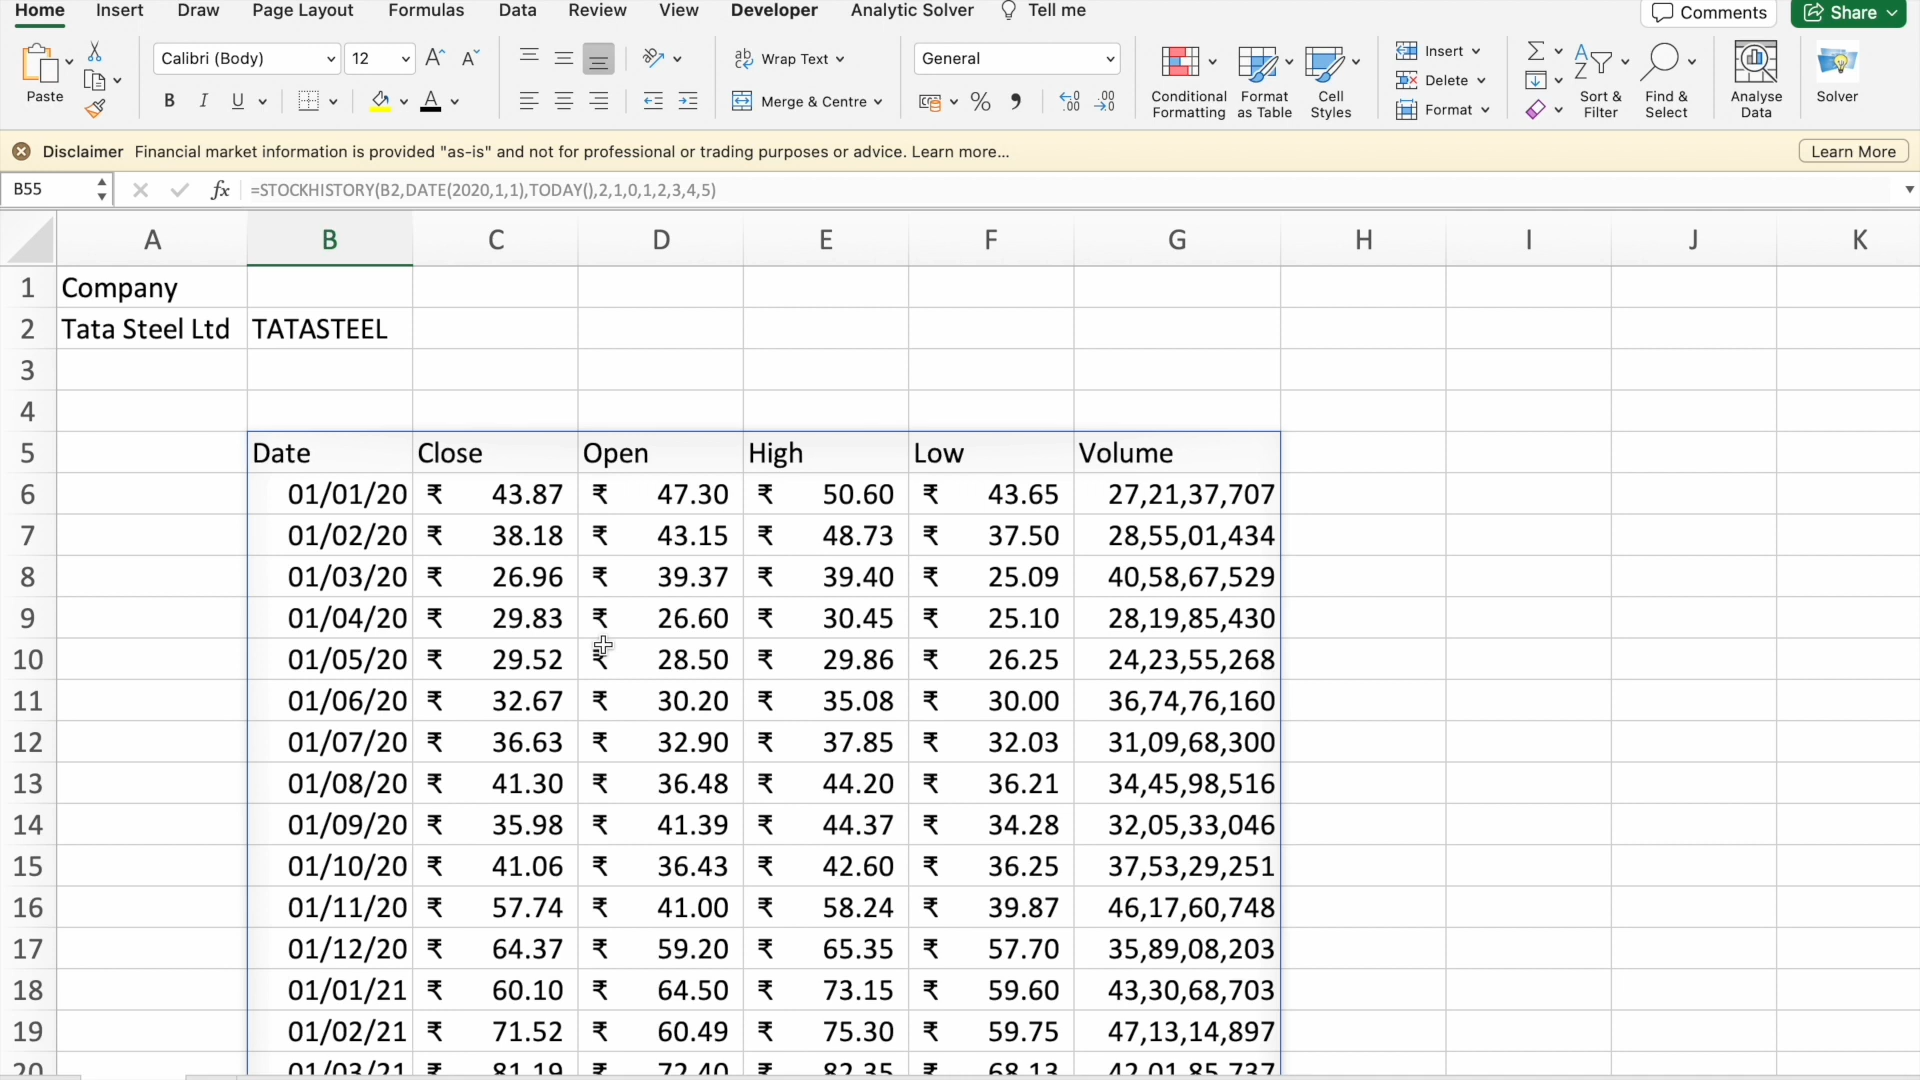 Home Insert Draw Page Layout Formulas Data Review View Developer Analytic Solver Tell me Comments Share
Paste
Calibri (Body) 12 A A
B I U A
ab Wrap Text
Merge & Centre
General
% 9 .00 .00
Conditional Formatting
Format as Table
Cell Styles
Insert
Delete
Format
Sort & Filter
Find & Select
Analyse Data
Solver
Disclaimer Financial market information is provided "as-is" and not for professional or trading purposes or advice. Learn more... Learn More
B55 fx =STOCKHISTORY(B2,DATE(2020,1,1),TODAY(),2,1,0,1,2,3,4,5)
A B C D E F G H I J K
1 Company
2 Tata Steel Ltd TATASTEEL
3
4
5 Date Close Open High Low Volume
6 01/01/20 ₹ 43.87 ₹ 47.30 ₹ 50.60 ₹ 43.65 27,21,37,707
7 01/02/20 ₹ 38.18 ₹ 43.15 ₹ 48.73 ₹ 37.50 28,55,01,434
8 01/03/20 ₹ 26.96 ₹ 39.37 ₹ 39.40 ₹ 25.09 40,58,67,529
9 01/04/20 ₹ 29.83 ₹ 26.60 ₹ 30.45 ₹ 25.10 28,19,85,430
10 01/05/20 ₹ 29.52 ₹ 28.50 ₹ 29.86 ₹ 26.25 24,23,55,268
11 01/06/20 ₹ 32.67 ₹ 30.20 ₹ 35.08 ₹ 30.00 36,74,76,160
12 01/07/20 ₹ 36.63 ₹ 32.90 ₹ 37.85 ₹ 32.03 31,09,68,300
13 01/08/20 ₹ 41.30 ₹ 36.48 ₹ 44.20 ₹ 36.21 34,45,98,516
14 01/09/20 ₹ 35.98 ₹ 41.39 ₹ 44.37 ₹ 34.28 32,05,33,046
15 01/10/20 ₹ 41.06 ₹ 36.43 ₹ 42.60 ₹ 36.25 37,53,29,251
16 01/11/20 ₹ 57.74 ₹ 41.00 ₹ 58.24 ₹ 39.87 46,17,60,748
17 01/12/20 ₹ 64.37 ₹ 59.20 ₹ 65.35 ₹ 57.70 35,89,08,203
18 01/01/21 ₹ 60.10 ₹ 64.50 ₹ 73.15 ₹ 59.60 43,30,68,703
19 01/02/21 ₹ 71.52 ₹ 60.49 ₹ 75.30 ₹ 59.75 47,13,14,897
20 01/03/21 ₹ 81.19 ₹ 72.40 ₹ 82.35 ₹ 68.13 42,01,85,737